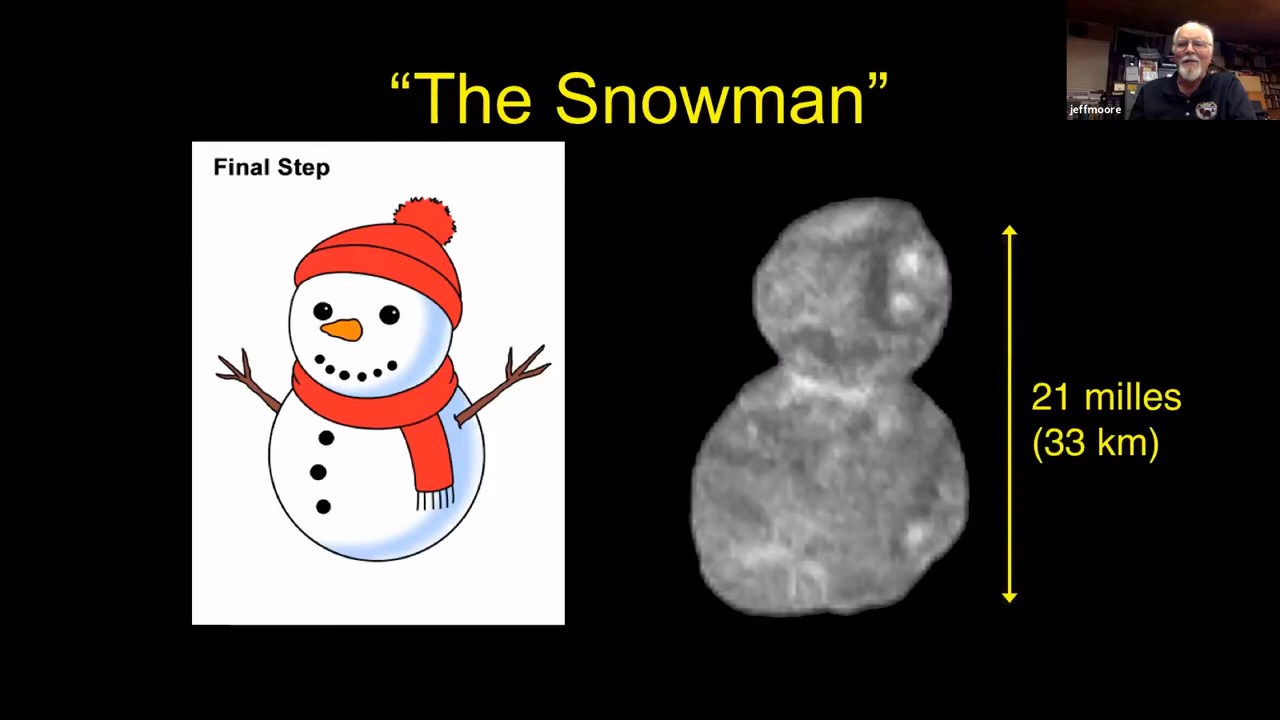 “The Snowman”
jeffmoore
Final Step
21 milles
(33 km)